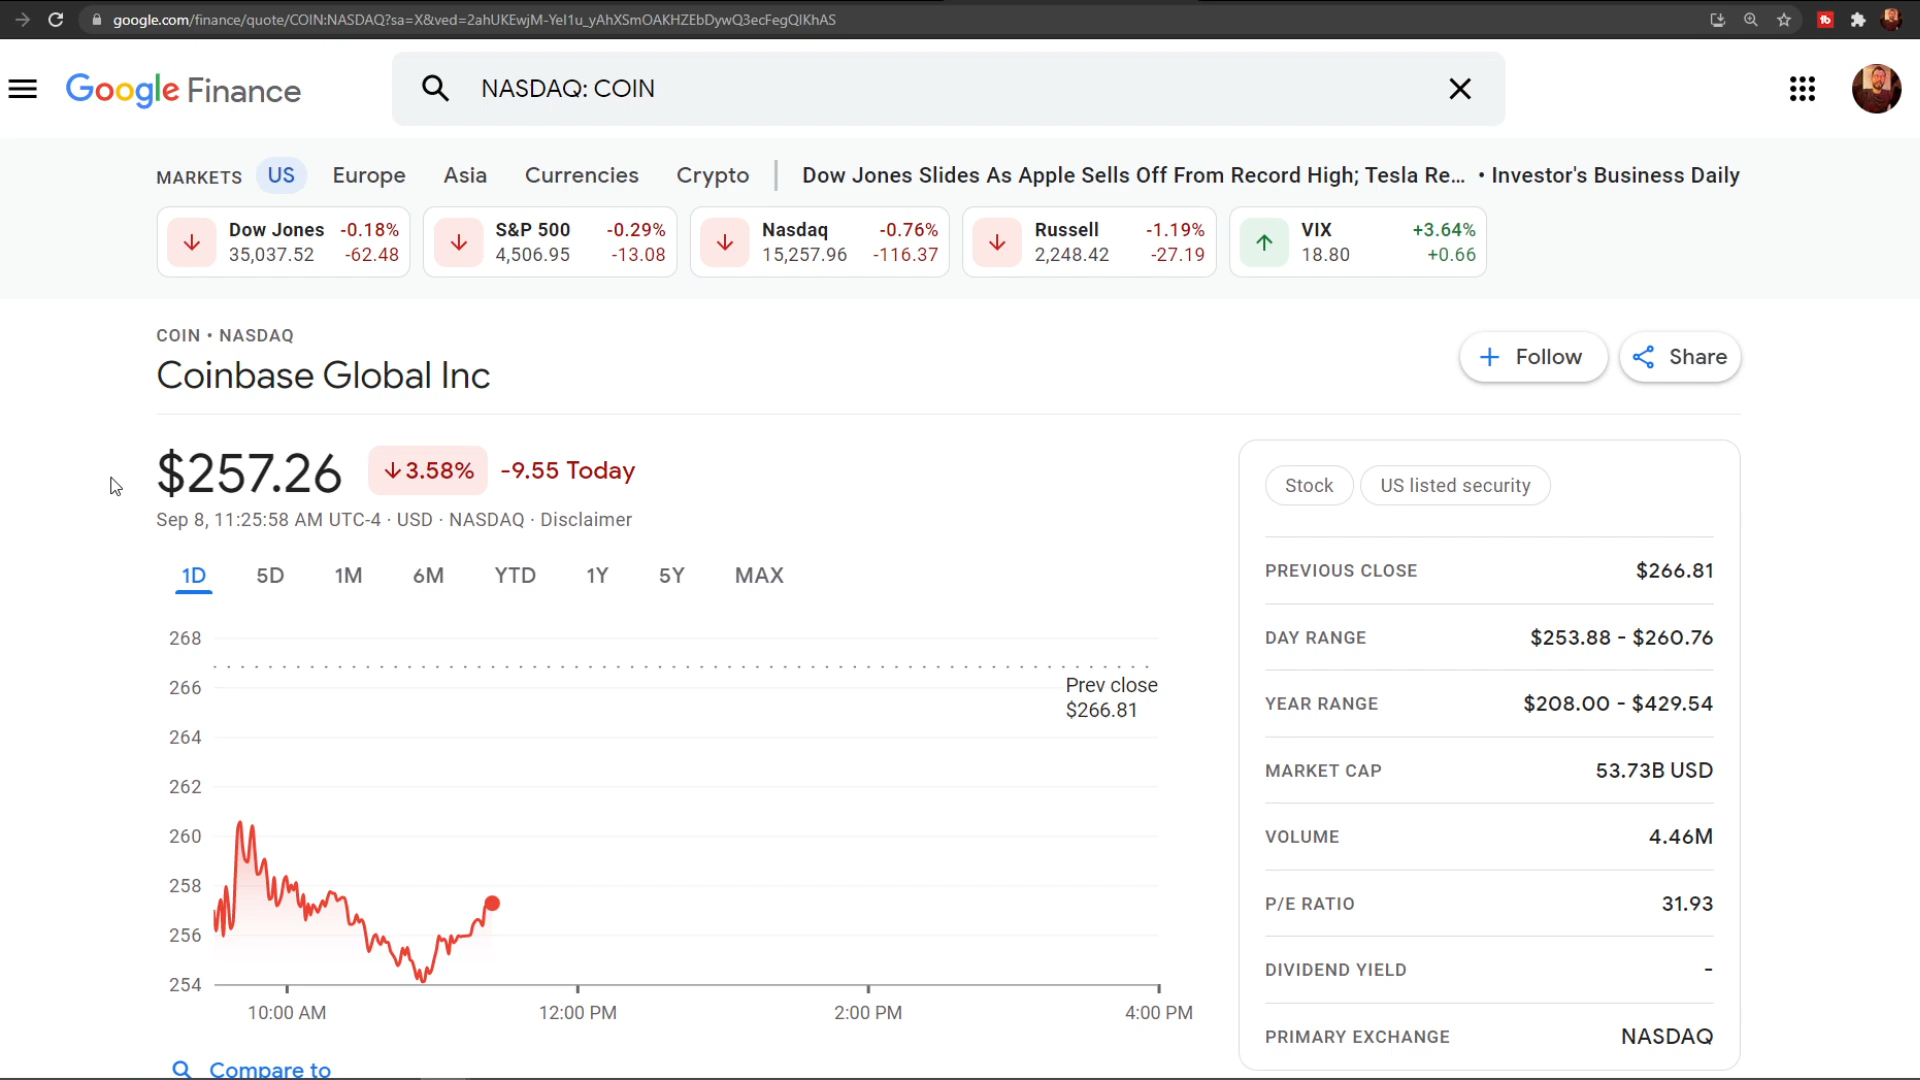 google.com/finance/quote/COIN:NASDAQ?sa=X&ved=2ahUKEwjM-Yel1u_yAhXSmOAKHZEbDywQ3ecFegQIKhAS
Google Finance
NASDAQ: COIN
MARKETS US Europe Asia Currencies Crypto Dow Jones Slides As Apple Sells Off From Record High; Tesla Re... • Investor's Business Daily
Dow Jones -0.18% S&P 500 -0.29% Nasdaq -0.76% Russell -1.19% VIX +3.64%
35,037.52 -62.48 4,506.95 -13.08 15,257.96 -116.37 2,248.42 -27.19 18.80 +0.66
COIN • NASDAQ
Coinbase Global Inc
Follow Share
$257.26 3.58% -9.55 Today
Sep 8, 11:25:58 AM UTC-4 · USD · NASDAQ · Disclaimer
1D 5D 1M 6M YTD 1Y 5Y MAX
268
266
264
262
260
258
256
254
Prev close
$266.81
10:00 AM 12:00 PM 2:00 PM 4:00 PM
Compare to
Stock US listed security
PREVIOUS CLOSE $266.81
DAY RANGE $253.88 - $260.76
YEAR RANGE $208.00 - $429.54
MARKET CAP 53.73B USD
VOLUME 4.46M
P/E RATIO 31.93
DIVIDEND YIELD -
PRIMARY EXCHANGE NASDAQ